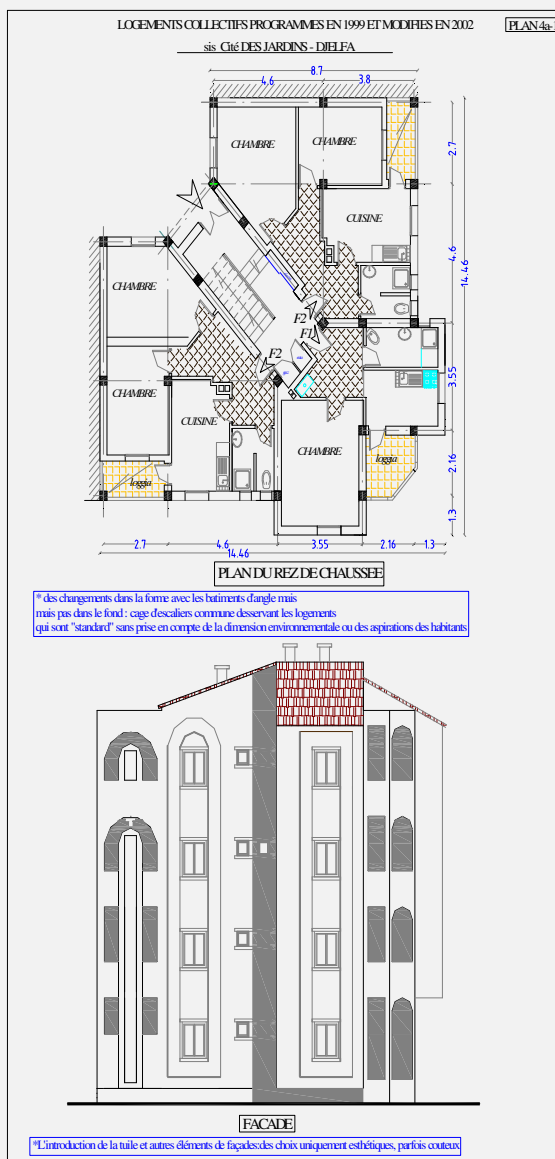 LOGEMENTS COLLECTIFS PROGRAMMES EN 1999 ET MODIFIES EN 2002
PLAN 4a-1
sis Cité DES JARDINS - DJELFA
8.7
4.6
3.8
CHAMBRE
CHAMBRE
2.7
CUISINE
4.6
14.46
CHAMBRE
F2
F1
F2
3.55
CHAMBRE
CUISINE
CHAMBRE
loggia
loggia
2.16
1.3
2.7
4.6
3.55
2.16
1.3
14.46
PLAN DU REZ DE CHAUSSEE
* des changements dans la forme avec les batiments d'angle mais
mais pas dans le fond : cage d'escaliers commune desservant les logements
qui sont "standard" sans prise en compte de la dimension environnementale ou des aspirations des habitants
FACADE
*L'introduction de la tuile et autres éléments de façades:des choix uniquement esthétiques, parfois couteux